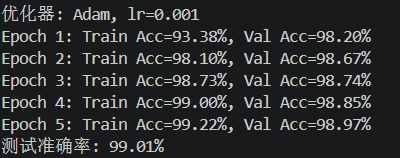 优化器: Adam, lr=0.001
Epoch 1: Train Acc=93.38%, Val Acc=98.20%
Epoch 2: Train Acc=98.10%, Val Acc=98.67%
Epoch 3: Train Acc=98.73%, Val Acc=98.74%
Epoch 4: Train Acc=99.00%, Val Acc=98.85%
Epoch 5: Train Acc=99.22%, Val Acc=98.97%
测试准确率: 99.01%